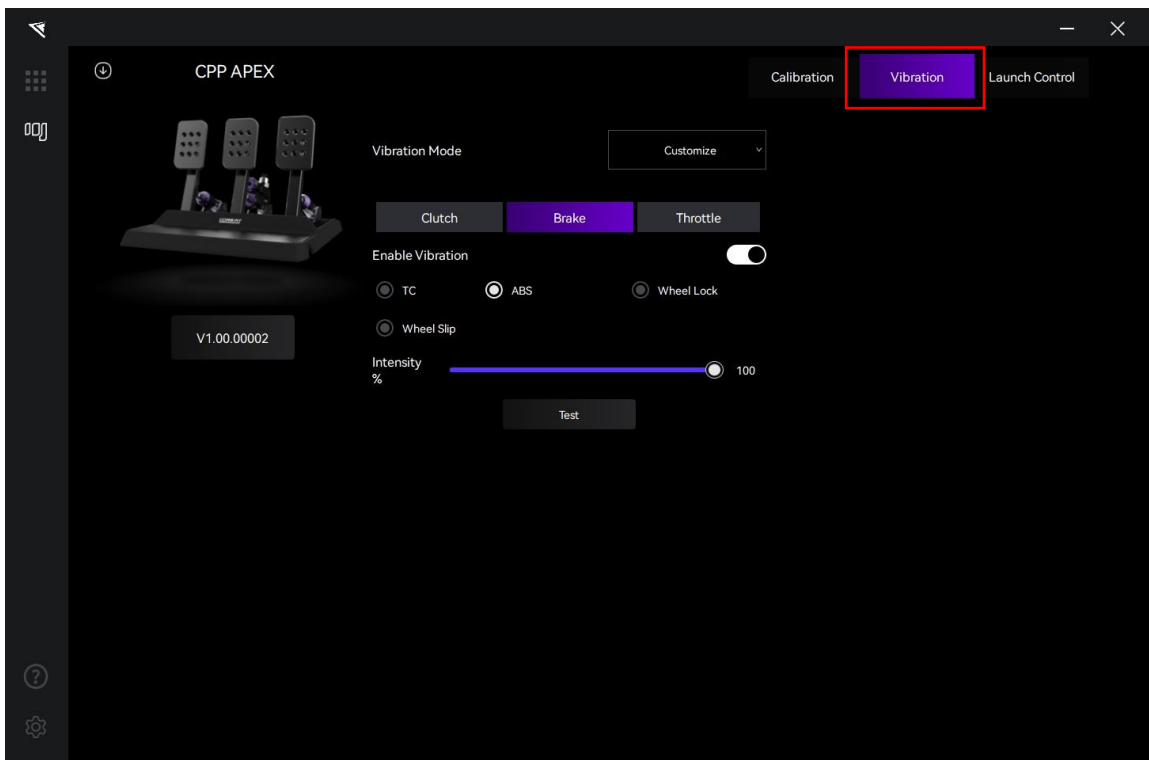 CPP APEX
Calibration
Vibration
Launch Control
Vibration Mode
Customize
Clutch
Brake
Throttle
Enable Vibration
TC
ABS
Wheel Lock
Wheel Slip
V1.00.00002
Intensity
%
100
Test
?